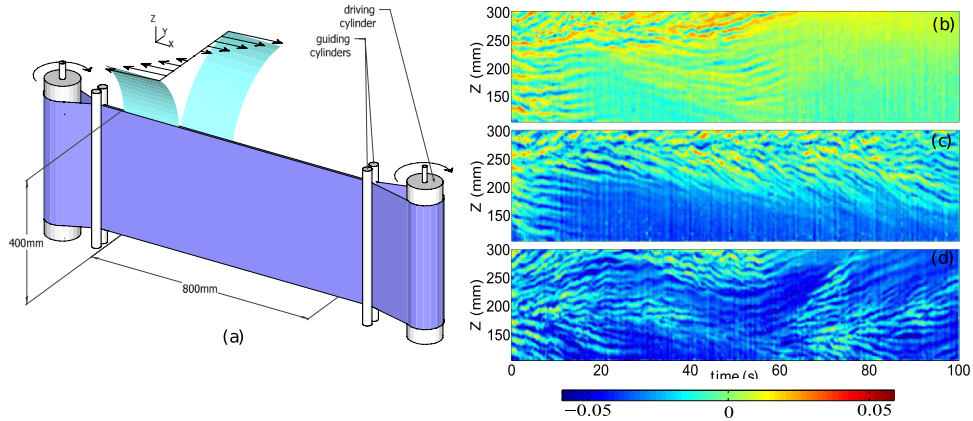 driving
cylinder
guiding
cylinders
Z
Y
X
400mm
800mm
(a)
300
250
200
150
Z (mm)
(b)
300
250
200
150
Z (mm)
(c)
300
250
200
150
Z (mm)
(d)
0 20 40 60 80 100
time (s)
−0.05 0 0.05